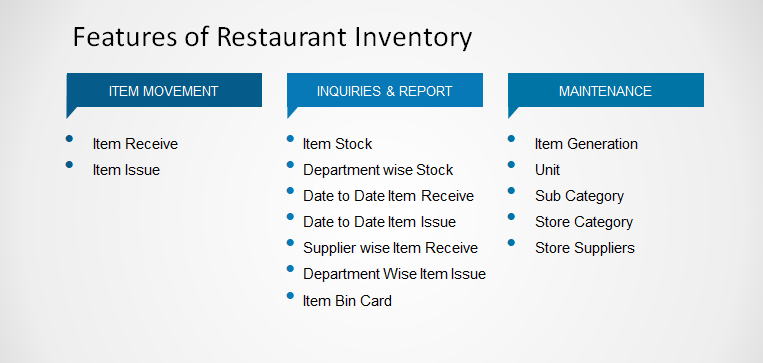 Features of Restaurant Inventory
ITEM MOVEMENT
Item Receive
Item Issue
INQUIRIES & REPORT
Item Stock
Department wise Stock
Date to Date Item Receive
Date to Date Item Issue
Supplier wise Item Receive
Department Wise Item Issue
Item Bin Card
MAINTENANCE
Item Generation
Unit
Sub Category
Store Category
Store Suppliers